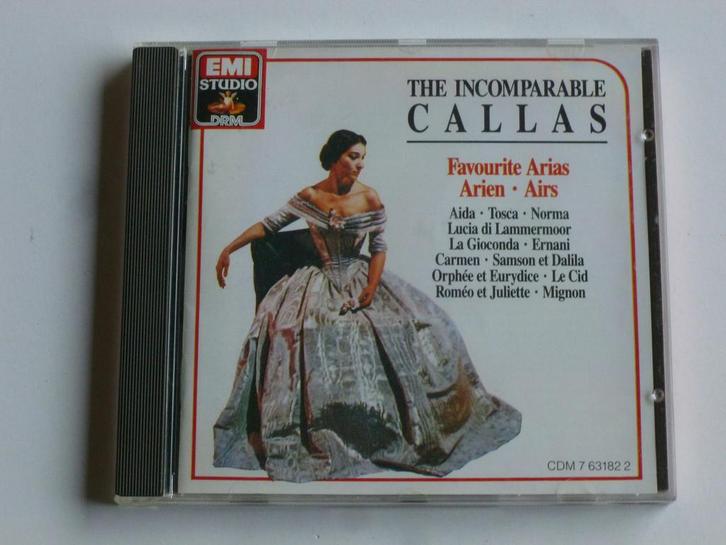 EMI
STUDIO
DRM
THE INCOMPARABLE
CALLAS
Favourite Arias
Arien · Airs
Aida · Tosca · Norma
Lucia di Lammermoor
La Gioconda · Ernani
Carmen · Samson et Dalila
Orphée et Eurydice · Le Cid
Roméo et Juliette · Mignon
CDM 7 63182 2